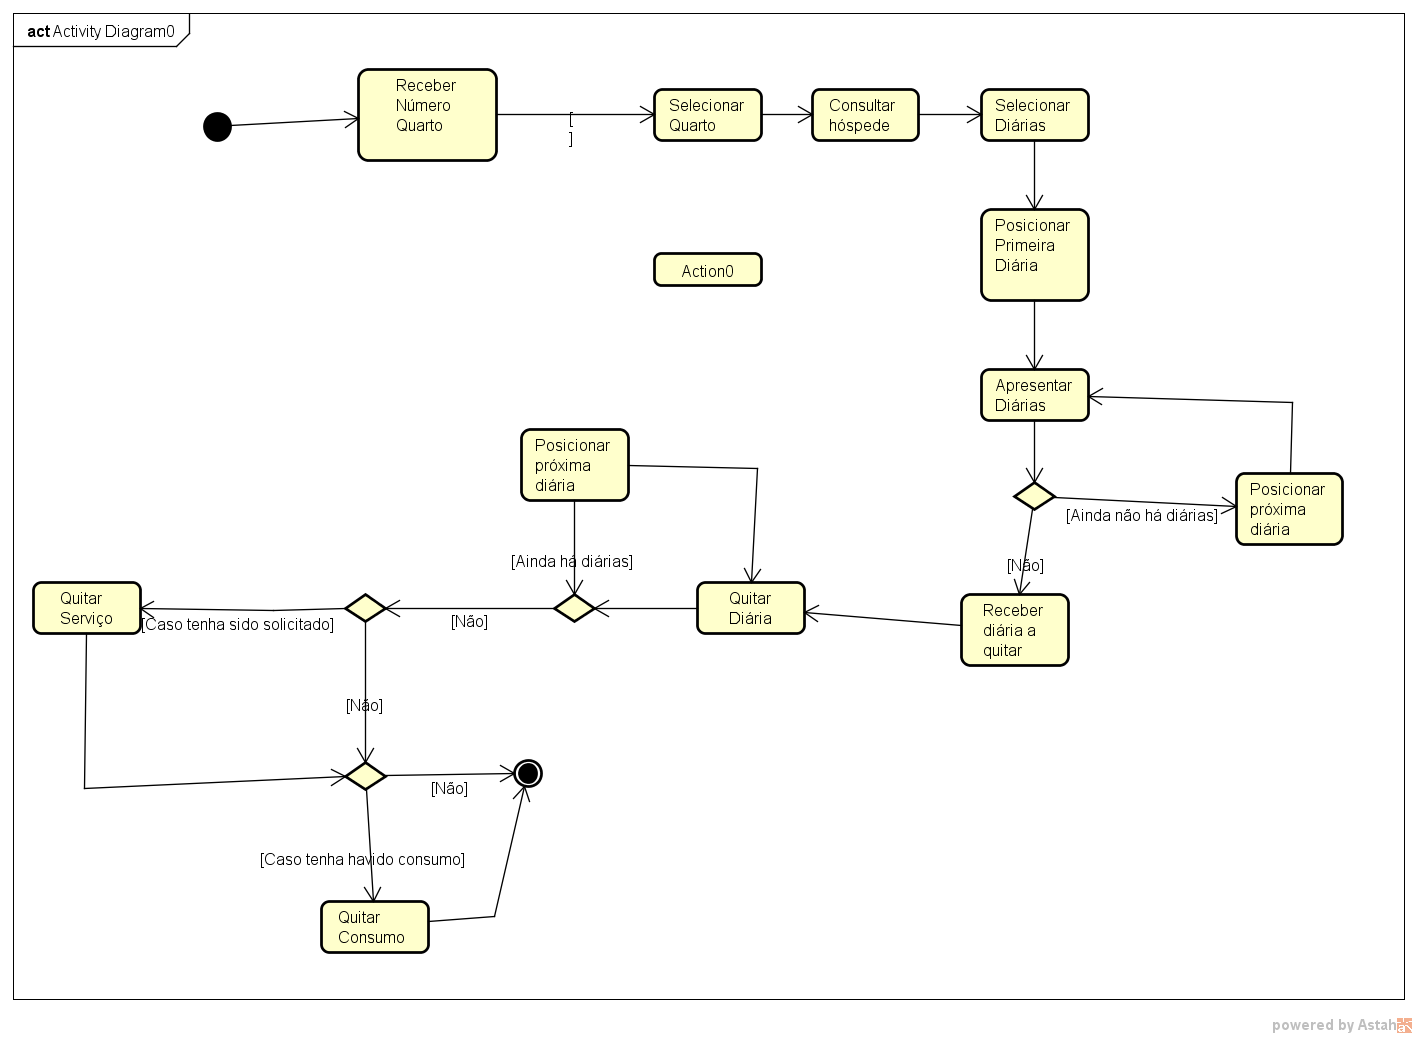 act Activity Diagram0
Receber
Número
Quarto
[
]
Selecionar
Quarto
Consultar
hóspede
Selecionar
Diárias
Posicionar
Primeira
Diária
Action0
Apresentar
Diárias
Posicionar
próxima
diária
[Ainda não há diárias]
Posicionar
próxima
diária
[Não]
[Ainda há diárias]
Quitar
Serviço
[Caso tenha sido solicitado]
[Não]
Quitar
Diária
Receber
diária a
quitar
[Não]
[Não]
[Caso tenha havido consumo]
Quitar
Consumo
powered by Astah